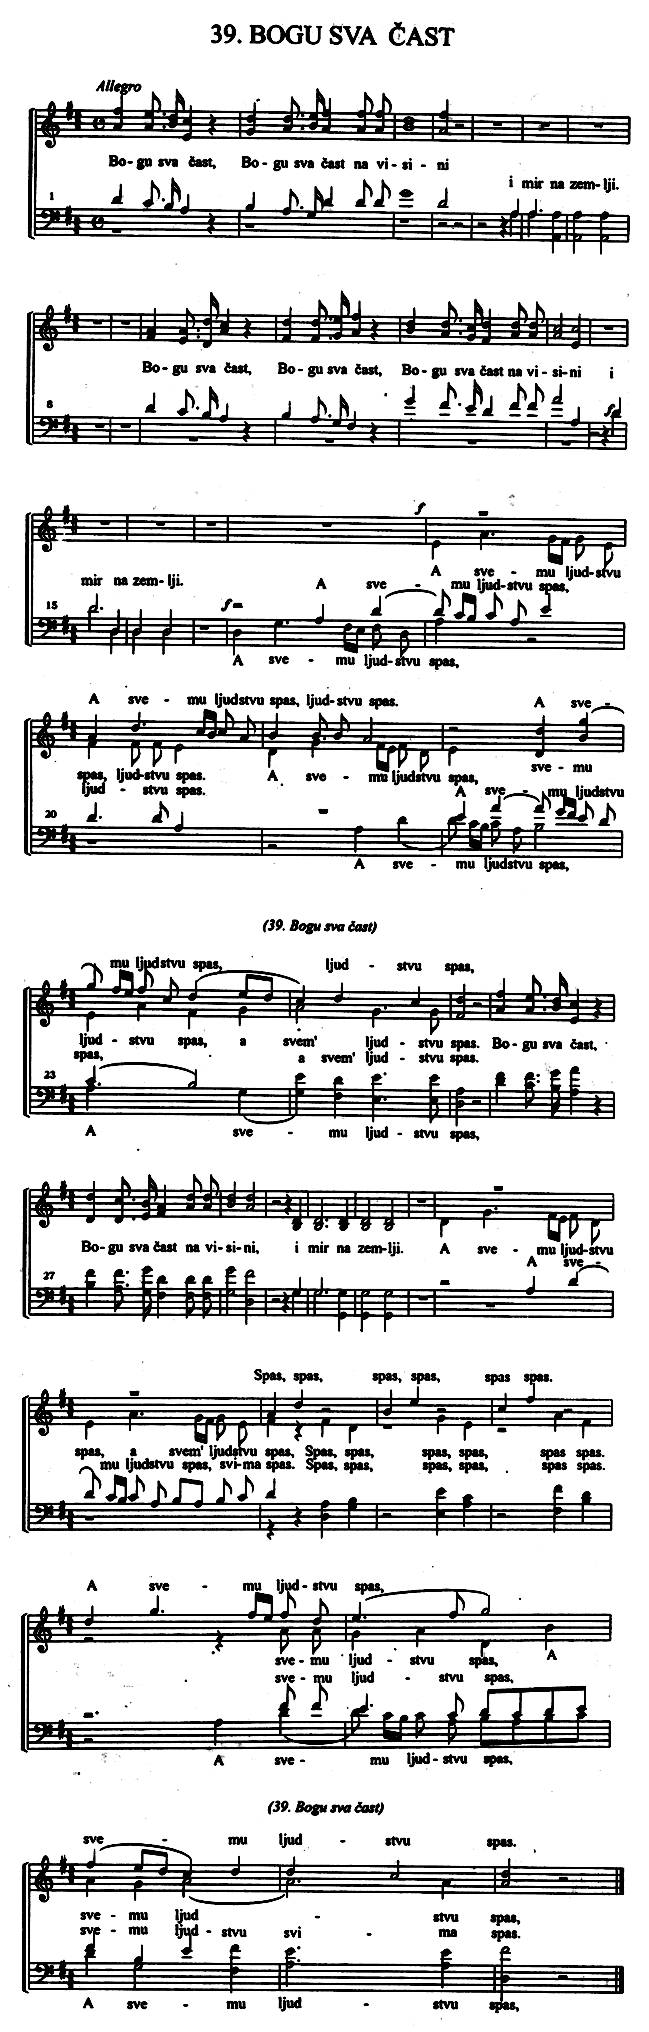 39. BOGU SVA ČAST
Allegro
Bo - gu sva čast, Bo - gu sva čast na vi - si - ni
i mir na zem - lji.
1
Bo - gu sva čast, Bo - gu sva čast, Bo - gu sva čast na vi - si - ni i
8
f
f
A sve - mu ljud - stvu
mir na zem - lji. A sve - mu ljud - stvu spas,
15
f
A sve - mu ljud - stvu spas,
A sve - mu ljudstvu spas, ljud - stvu spas. A sve -
sve - mu
spas, ljud - stvu spas. A sve - mu ljudstvu spas,
ljud - stvu spas. A sve - mu ljudstvu
20
A sve - mu ljudstvu spas,
(39. Bogu sva čast)
mu ljudstvu spas, ljud - stvu spas,
ljud - stvu spas, a svem' ljud - stvu spas. Bo - gu sva čast,
spas, a svem' ljud - stvu spas.
23
A sve - mu ljud - stvu spas,
Bo - gu sva čast na vi - si - ni, i mir na zem - lji. A sve - mu ljud - stvu
A sve -
27
Spas, spas, spas, spas, spas spas.
spas, a svem' ljudstvu spas, Spas, spas, spas, spas, spas spas.
mu ljudstvu spas, svi - ma spas. Spas, spas, spas, spas, spas spas.
A sve - mu ljud - stvu spas,
sve - mu ljud - stvu spas, A
sve - mu ljud - stvu spas,
A sve - mu ljud - stvu spas,
(39. Bogu sva čast)
sve - mu ljud - stvu spas.
sve - mu ljud - stvu spas,
sve - mu ljud - stvu svi - ma spas.
A sve - mu ljud - stvu spas,